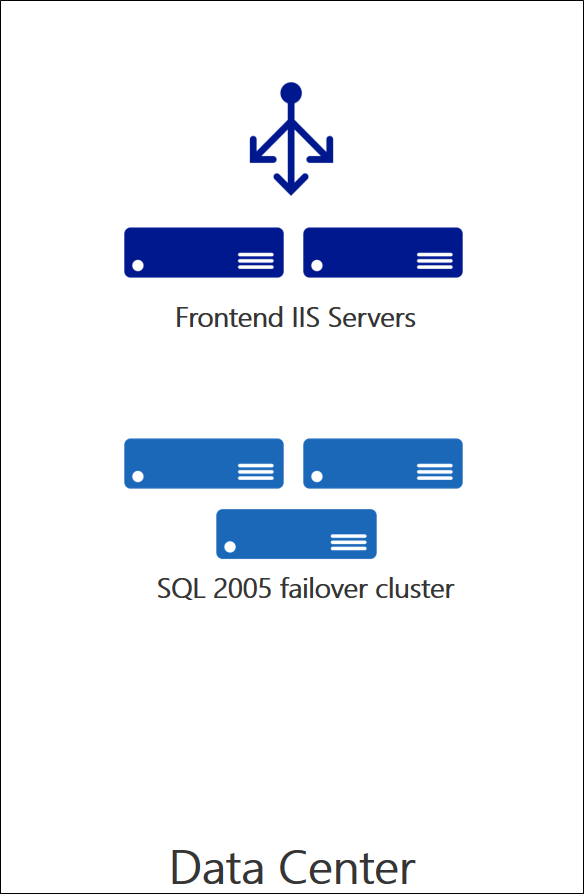 Frontend IIS Servers
SQL 2005 failover cluster
Data Center